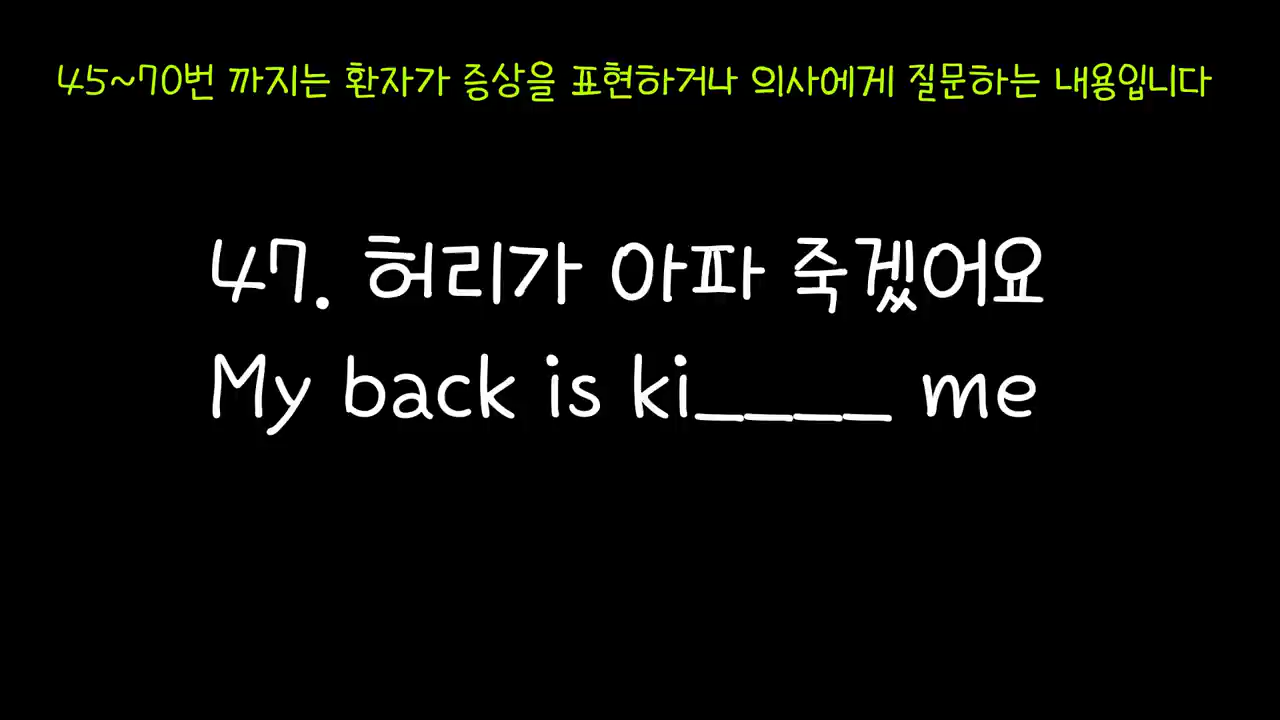 45~70번 까지는 환자가 증상을 표현하거나 의사에게 질문하는 내용입니다
47. 허리가 아파 죽겠어요
My back is ki____ me